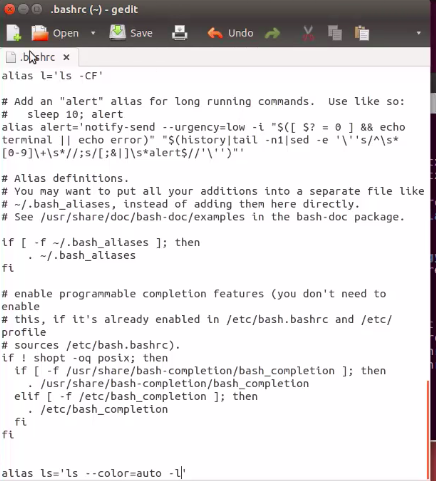 .bashrc (~) - gedit
Open Save Undo
.bashrc ×
alias l='ls -CF'
# Add an "alert" alias for long running commands.  Use like so:
#   sleep 10; alert
alias alert='notify-send --urgency=low -i "$([ $? = 0 ] && echo
terminal || echo error)" "$(history|tail -n1|sed -e '\''s/^\s*
[0-9]\+\s*//;s/[;&|]\s*alert$//'\'')"'
# Alias definitions.
# You may want to put all your additions into a separate file like
# ~/.bash_aliases, instead of adding them here directly.
# See /usr/share/doc/bash-doc/examples in the bash-doc package.
if [ -f ~/.bash_aliases ]; then
    . ~/.bash_aliases
fi
# enable programmable completion features (you don't need to
enable
# this, if it's already enabled in /etc/bash.bashrc and /etc/
profile
# sources /etc/bash.bashrc).
if ! shopt -oq posix; then
  if [ -f /usr/share/bash-completion/bash_completion ]; then
    . /usr/share/bash-completion/bash_completion
  elif [ -f /etc/bash_completion ]; then
    . /etc/bash_completion
  fi
fi
alias ls='ls --color=auto -l'